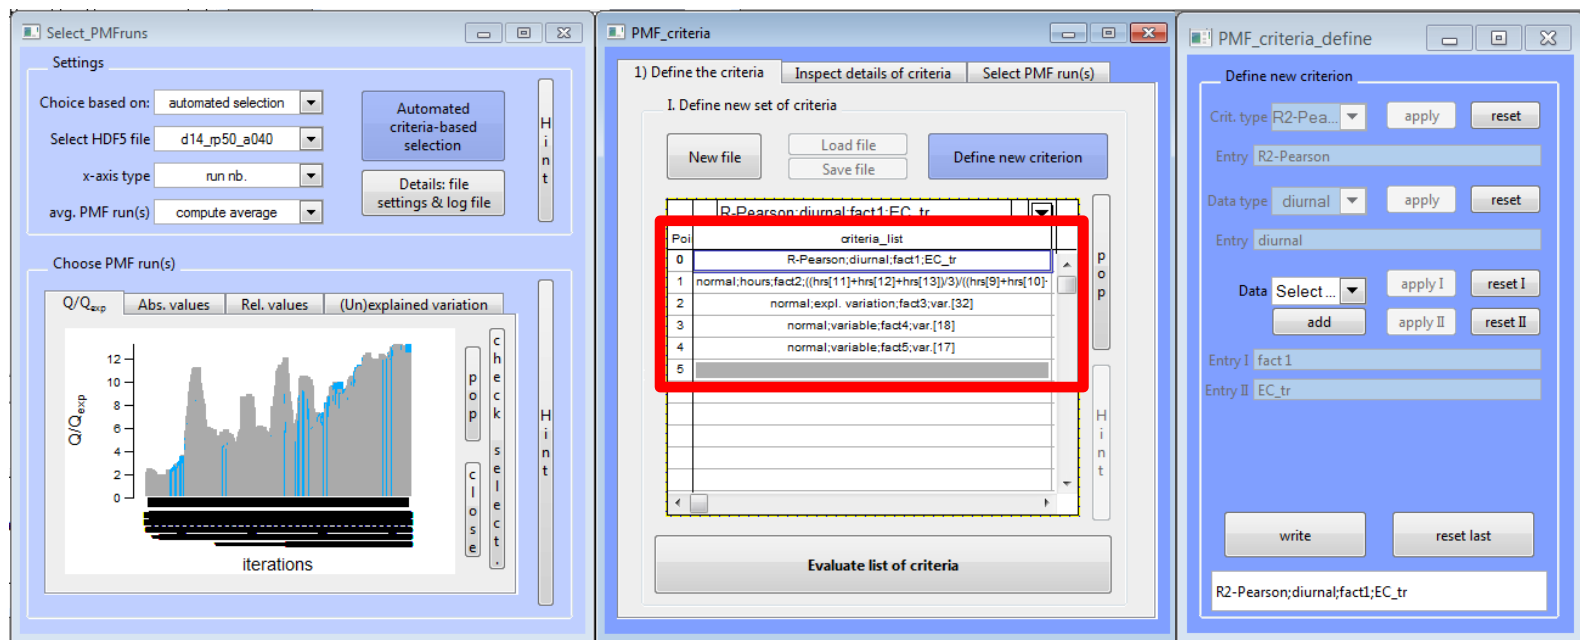 Select_PMFruns
Settings
Choice based on: automated selection
Select HDF5 file d14_rp50_a040
x-axis type run nb.
avg. PMF run(s) compute average
Automated
criteria-based
selection
Details: file
settings & log file
Hint
Choose PMF run(s)
Q/Qexp Abs. values Rel. values (Un)explained variation
Q/Qexp
12
10
8
6
4
2
0
iterations
pop
close
check select.
Hint
PMF_criteria
1) Define the criteria Inspect details of criteria Select PMF run(s)
I. Define new set of criteria
New file
Load file
Save file
Define new criterion
R-Pearson;diurnal;fact1;EC_tr
Poi criteria_list
0 R-Pearson;diurnal;fact1;EC_tr
1 normal;hours;fact2;((hrs[11]+hrs[12]+hrs[13])/3)/((hrs[9]+hrs[10]-
2 normal;expl. variation;fact3;var.[32]
3 normal;variable;fact4;var.[18]
4 normal;variable;fact5;var.[17]
5
pop
Hint
Evaluate list of criteria
PMF_criteria_define
Define new criterion
Crit. type R2-Pea... apply reset
Entry R2-Pearson
Data type diurnal apply reset
Entry diurnal
Data Select ... apply I reset I
add apply II reset II
Entry I fact 1
Entry II EC_tr
write reset last
R2-Pearson;diurnal;fact1;EC_tr